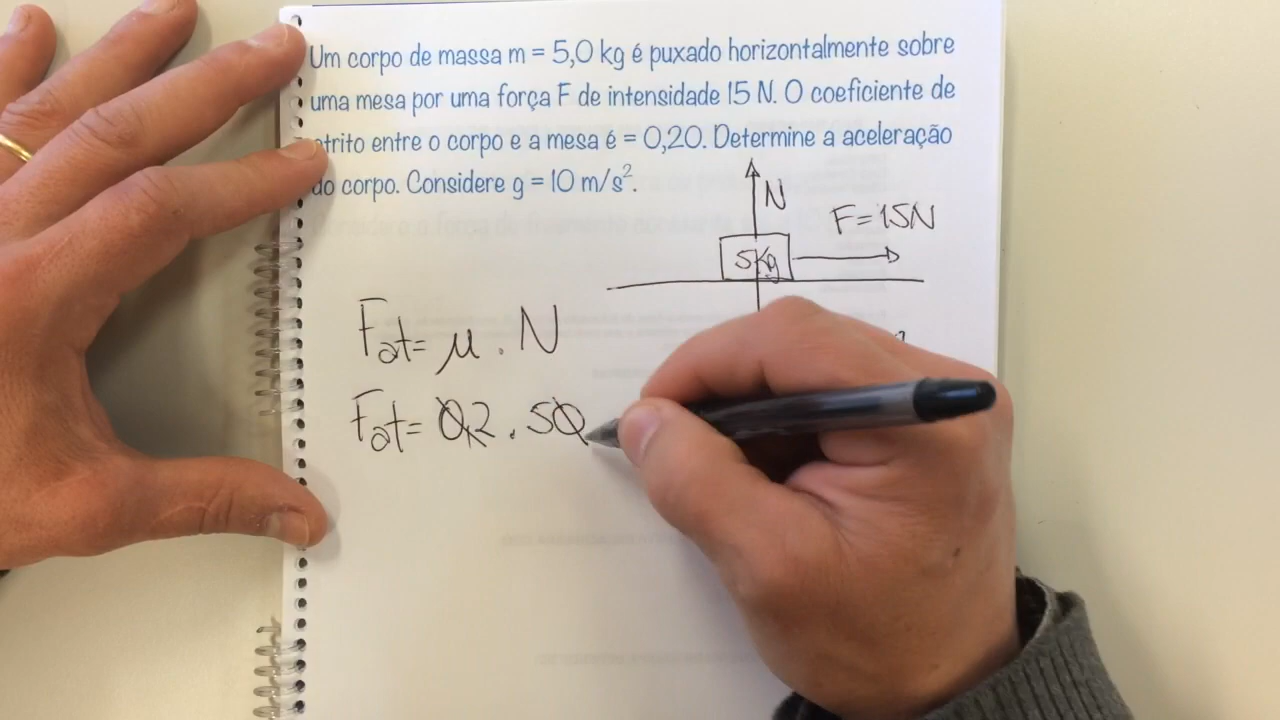 Um corpo de massa m = 5,0 kg é puxado horizontalmente sobre
uma mesa por uma força F de intensidade 15 N. O coeficiente de
atrito entre o corpo e a mesa é = 0,20. Determine a aceleração
do corpo. Considere g = 10 m/s².
N
F=15N
5Kg
Fat= μ . N
Fat= 0,2 . 50